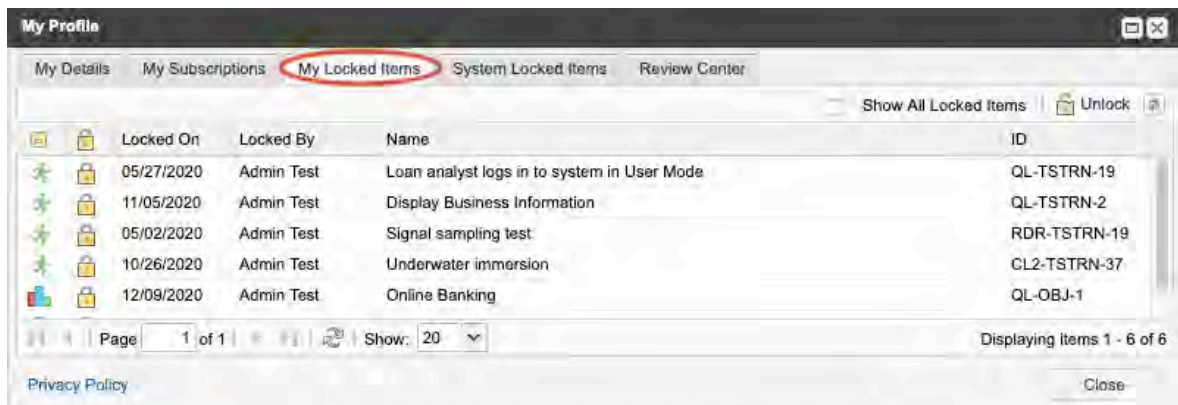 My Profile
My Details My Subscriptions My Locked Items System Locked Items Review Center
Show All Locked Items Unlock
Locked On Locked By Name ID
05/27/2020 Admin Test Loan analyst logs in to system in User Mode QL-TSTRN-19
11/05/2020 Admin Test Display Business Information QL-TSTRN-2
05/02/2020 Admin Test Signal sampling test RDR-TSTRN-19
10/26/2020 Admin Test Underwater immersion CL2-TSTRN-37
12/09/2020 Admin Test Online Banking QL-OBJ-1
Page 1 of 1 Show: 20 Displaying items 1 - 6 of 6
Privacy Policy Close